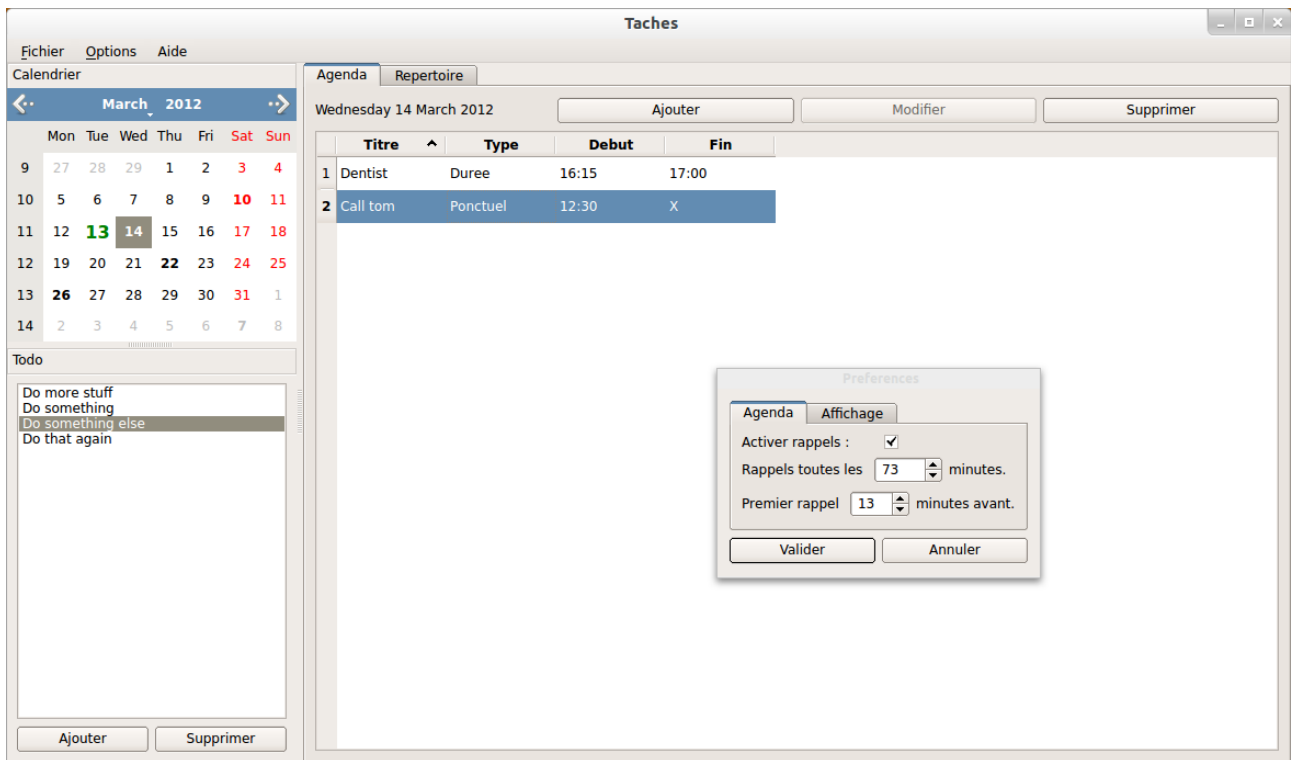 Taches
Fichier Options Aide
Calendrier
March 2012
Mon Tue Wed Thu Fri Sat Sun
9 27 28 29 1 2 3 4
10 5 6 7 8 9 10 11
11 12 13 14 15 16 17 18
12 19 20 21 22 23 24 25
13 26 27 28 29 30 31 1
14 2 3 4 5 6 7 8
Todo
Do more stuff
Do something
Do something else
Do that again
Ajouter Supprimer
Agenda Repertoire
Wednesday 14 March 2012 Ajouter Modifier Supprimer
Titre Type Debut Fin
1 Dentist Duree 16:15 17:00
2 Call tom Ponctuel 12:30 X
Preferences
Agenda Affichage
Activer rappels :
Rappels toutes les 73 minutes.
Premier rappel 13 minutes avant.
Valider Annuler